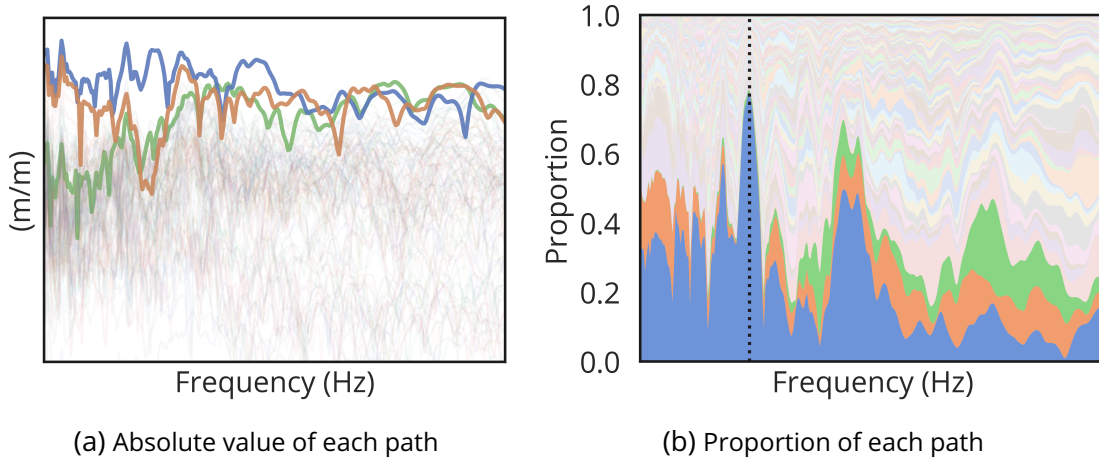 (m/m)
Frequency (Hz)
(a) Absolute value of each path
1.0
0.8
0.6
0.4
0.2
0.0
Proportion
Frequency (Hz)
(b) Proportion of each path